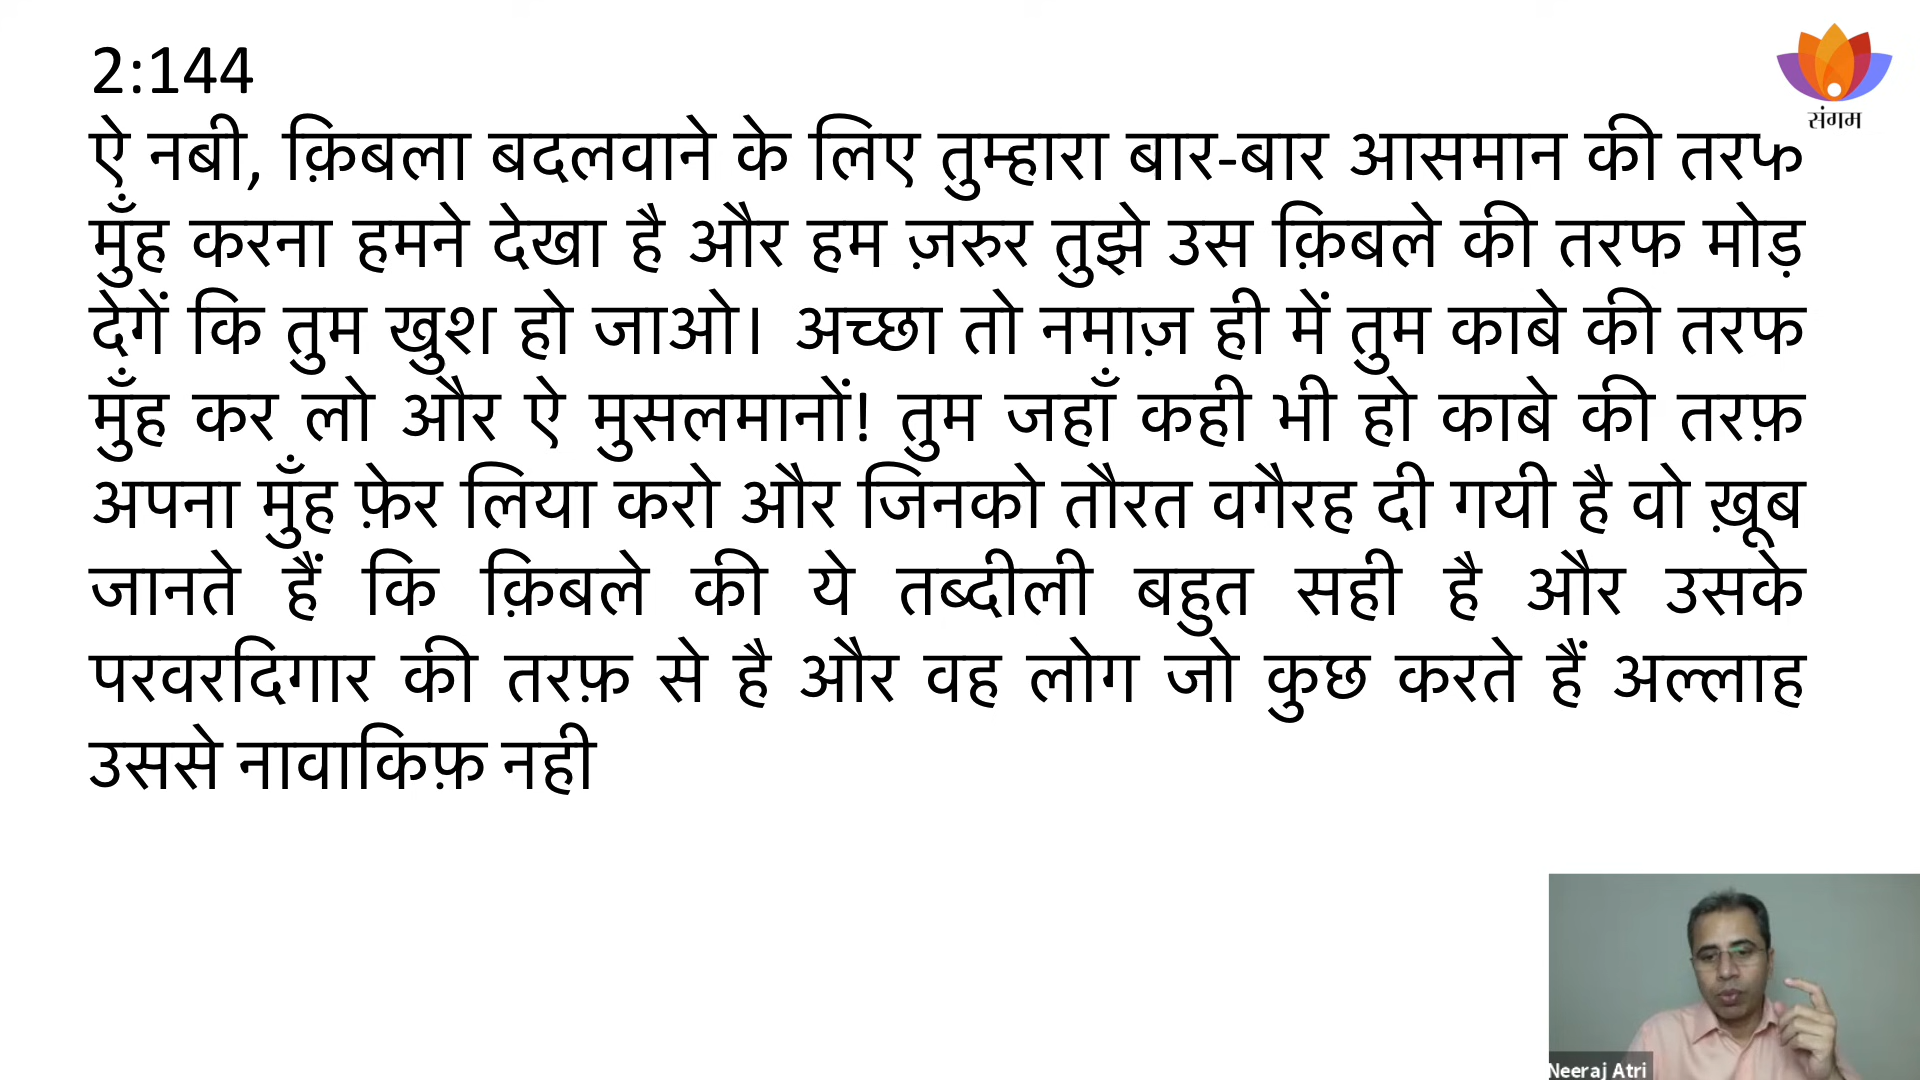 2:144
संगम
ऐ नबी, क़िबला बदलवाने के लिए तुम्हारा बार-बार आसमान की तरफ
मुँह करना हमने देखा है और हम ज़रुर तुझे उस क़िबले की तरफ मोड़
देगें कि तुम खुश हो जाओ। अच्छा तो नमाज़ ही में तुम काबे की तरफ
मुँह कर लो और ऐ मुसलमानों! तुम जहाँ कही भी हो काबे की तरफ़
अपना मुँह फ़ेर लिया करो और जिनको तौरत वगैरह दी गयी है वो ख़ूब
जानते हैं कि क़िबले की ये तब्दीली बहुत सही है और उसके
परवरदिगार की तरफ़ से है और वह लोग जो कुछ करते हैं अल्लाह
उससे नावाकिफ़ नही
Neeraj Atri